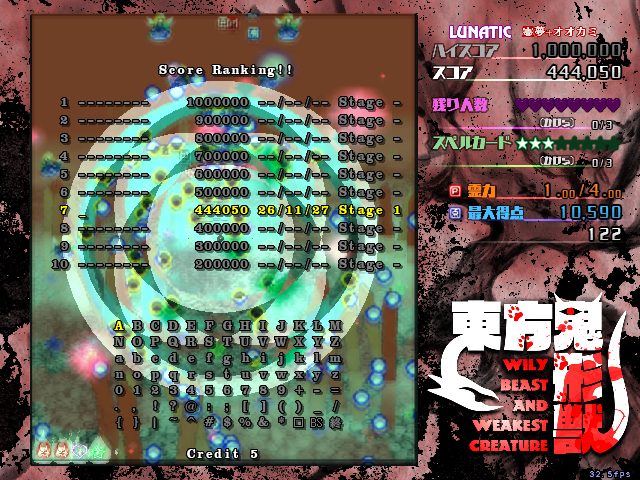 Score Ranking!!
1 -------- 1000000 --/--/-- Stage -
2 -------- 900000 --/--/-- Stage -
3 -------- 800000 --/--/-- Stage -
4 -------- 700000 --/--/-- Stage -
5 -------- 600000 --/--/-- Stage -
6 -------- 500000 --/--/-- Stage -
7 _ 444050 26/11/27 Stage 1
8 -------- 400000 --/--/-- Stage -
9 -------- 300000 --/--/-- Stage -
10 -------- 200000 --/--/-- Stage -
A B C D E F G H I J K L M
N O P Q R S T U V W X Y Z
a b c d e f g h i j k l m
n o p q r s t u v w x y z
0 1 2 3 4 5 6 7 8 9 + - =
. , ! ? @ : ; [ ] ( ) _ /
{ } | ~ ^ # $ % & * □ BS 終
Credit 5
LUNATIC 霊夢+オオカミ
ハイスコア 1,000,000
スコア 444,050
残り人数
(かけら) 0/3
スペルカード
(かけら) 0/3
P 霊力 1.00/4.00
最大得点 10,590
122
東方鬼形獣
WILY
BEAST
AND
WEAKEST
CREATURE
32.5fps